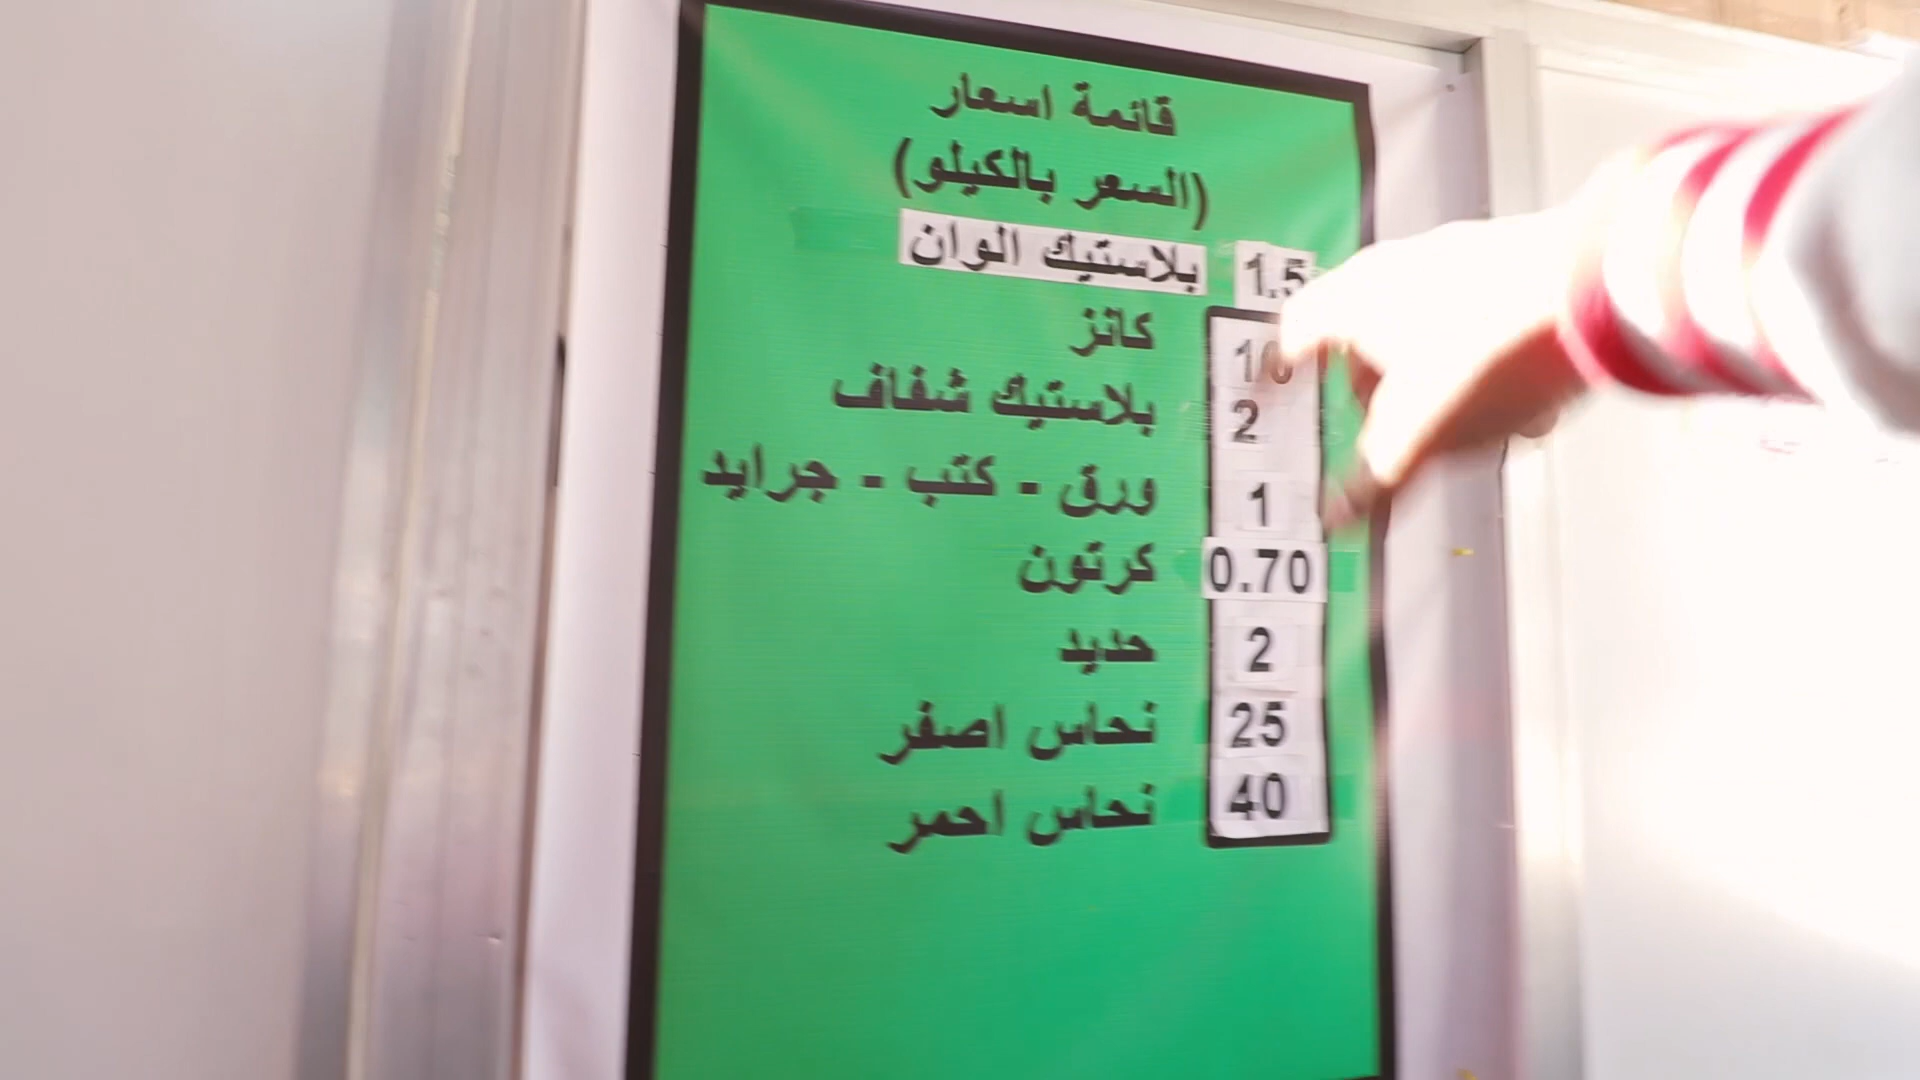 قائمة اسعار
(السعر بالكيلو)
بلاستيك الوان 1.5
كانز 10
بلاستيك شفاف 2
ورق - كتب - جرايد 1
كرتون 0.70
حديد 2
نحاس اصفر 25
نحاس احمر 40